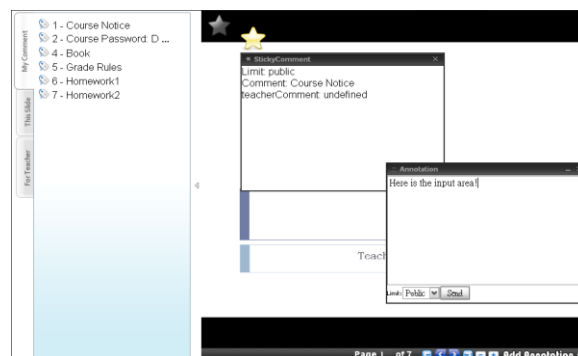 My Comment
This Slide
For Teacher
1 - Course Notice
2 - Course Password: D ...
4 - Book
5 - Grade Rules
6 - Homework1
7 - Homework2
StickyComment
Limit: public
Comment: Course Notice
teacherComment: undefined
Annotation
Here is the input area!
Limit: Public Send
Teach
Page 1 of 7 Add Annotation